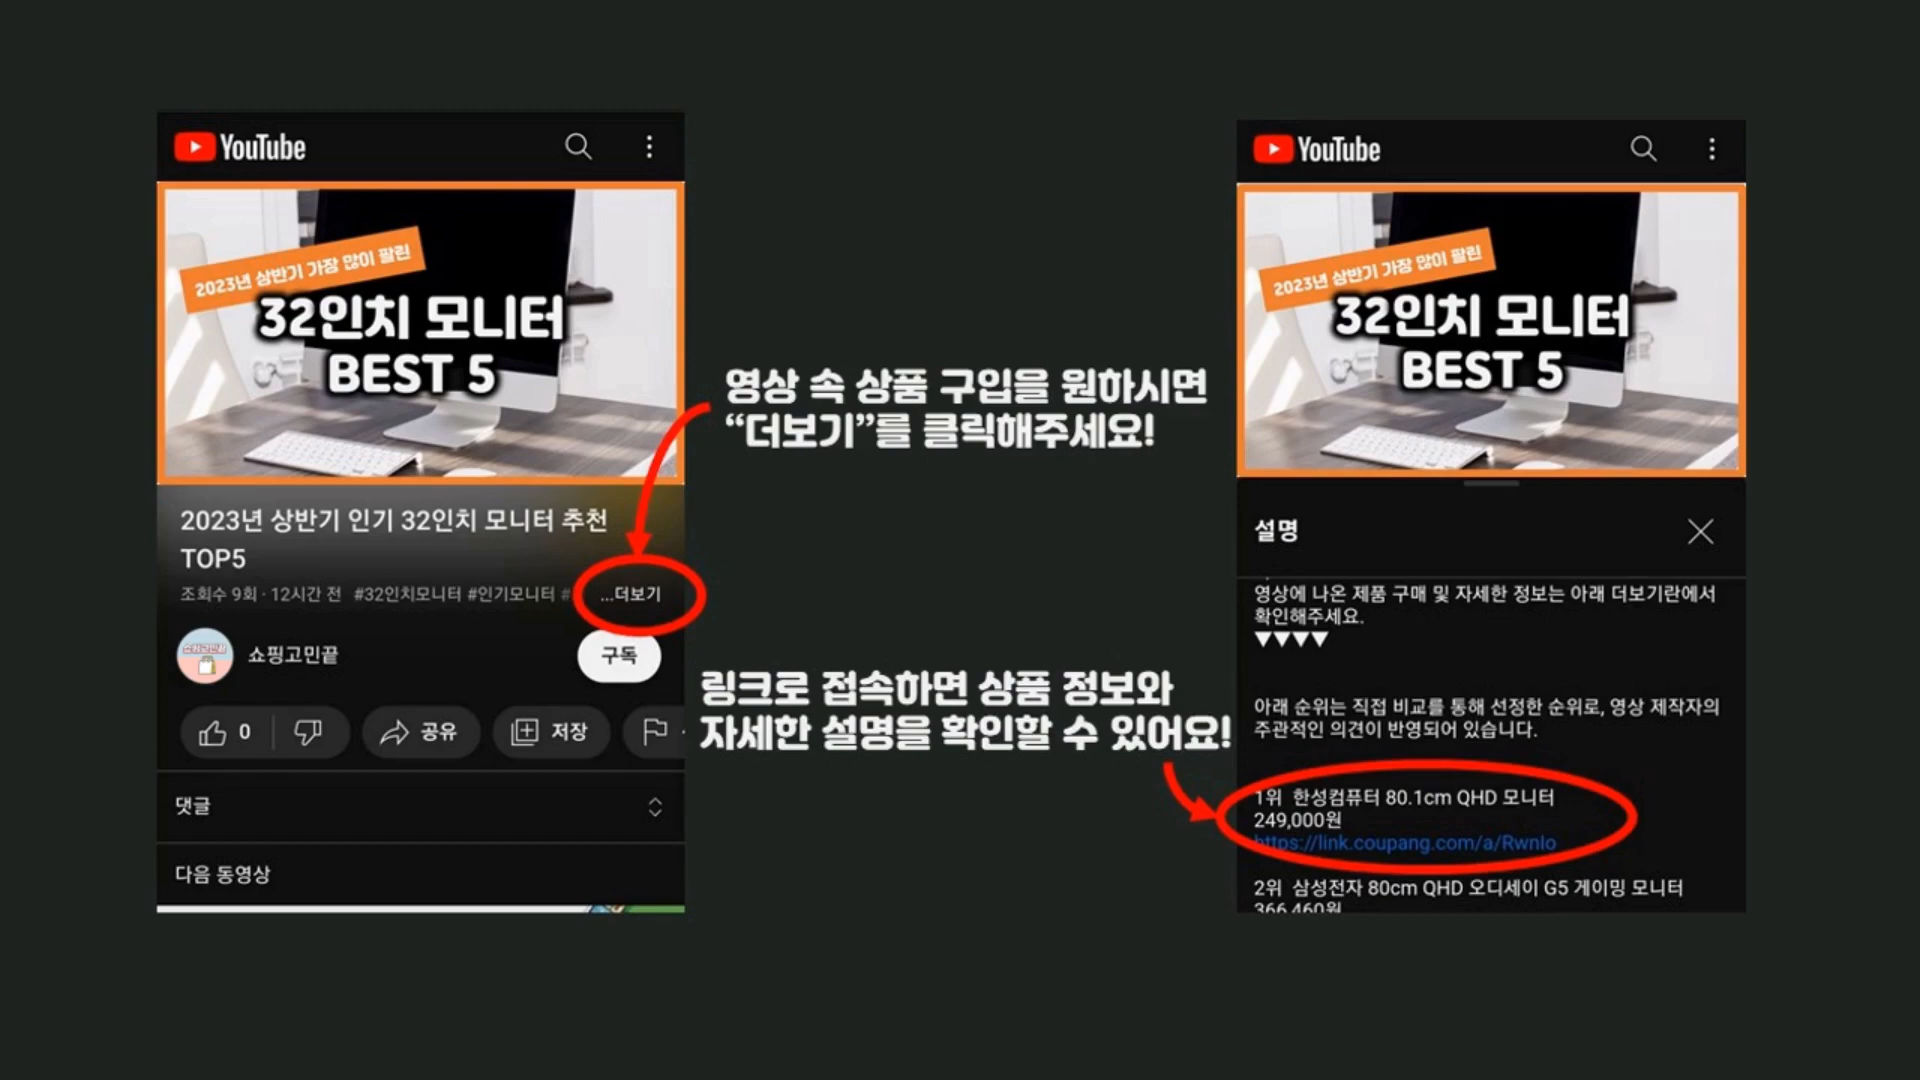 YouTube
2023년 상반기 가장 많이 팔린
32인치 모니터
BEST 5
2023년 상반기 인기 32인치 모니터 추천
TOP5
조회수 9회 · 12시간 전 #32인치모니터 #인기모니터 # ...더보기
쇼핑고민끝
쇼핑고민끝
구독
0
공유
저장
댓글
다음 동영상
영상 속 상품 구입을 원하시면
“더보기”를 클릭해주세요!
링크로 접속하면 상품 정보와
자세한 설명을 확인할 수 있어요!
YouTube
2023년 상반기 가장 많이 팔린
32인치 모니터
BEST 5
설명
영상에 나온 제품 구매 및 자세한 정보는 아래 더보기란에서
확인해주세요.
▼▼▼▼
아래 순위는 직접 비교를 통해 선정한 순위로, 영상 제작자의
주관적인 의견이 반영되어 있습니다.
1위 한성컴퓨터 80.1cm QHD 모니터
249,000원
https://link.coupang.com/a/RwnIo
2위 삼성전자 80cm QHD 오디세이 G5 게이밍 모니터
366,460원